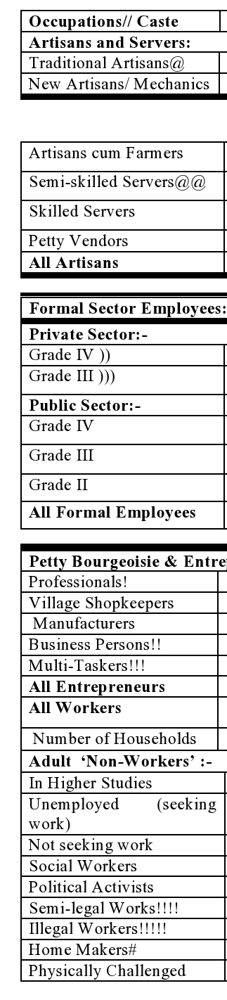 Occupations// Caste
Artisans and Servers:
Traditional Artisans@
New Artisans/ Mechanics
Artisans cum Farmers
Semi-skilled Servers@@
Skilled Servers
Petty Vendors
All Artisans
Formal Sector Employees:
Private Sector:-
Grade IV ))
Grade III )))
Public Sector:-
Grade IV
Grade III
Grade II
All Formal Employees
Petty Bourgeoisie & Entre
Professionals!
Village Shopkeepers
Manufacturers
Business Persons!!
Multi-Taskers!!!
All Entrepreneurs
All Workers
Number of Households
Adult ‘Non-Workers’ :-
In Higher Studies
Unemployed (seeking
work)
Not seeking work
Social Workers
Political Activists
Semi-legal Works!!!!
Illegal Workers!!!!!
Home Makers#
Physically Challenged